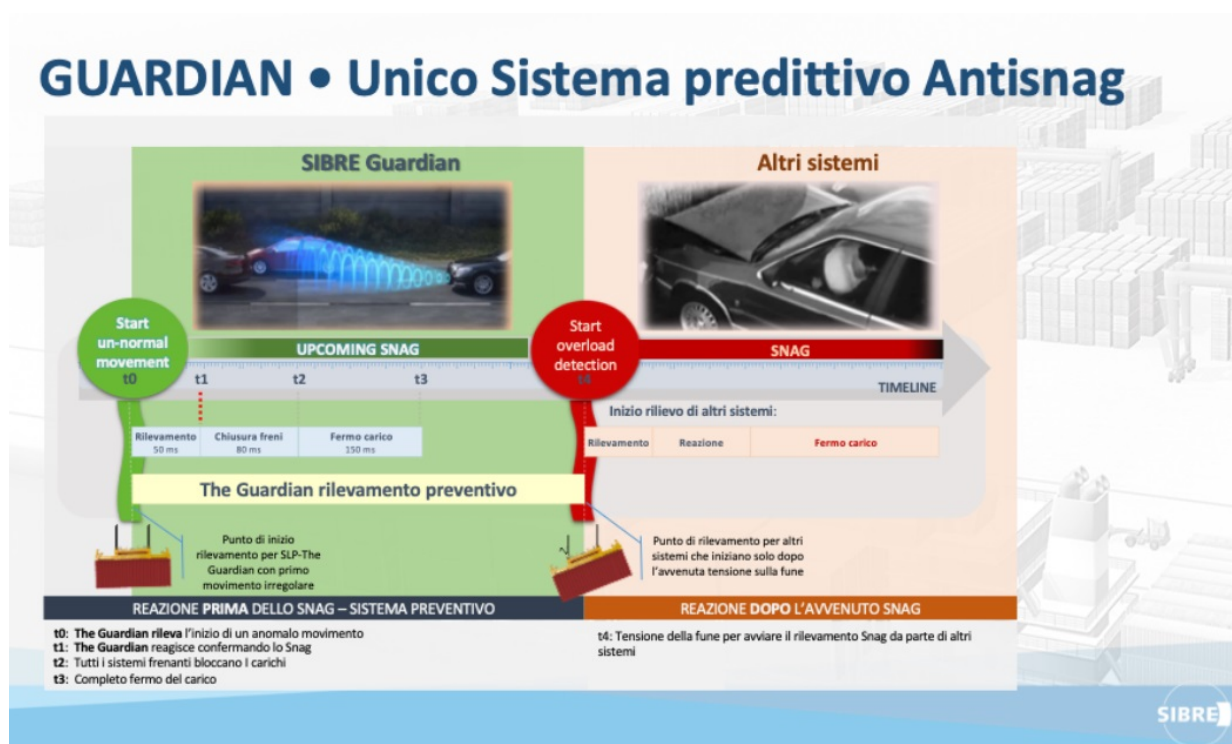 GUARDIAN • Unico Sistema predittivo Antisnag
SIBRE Guardian
Altri sistemi
Start
un-normal
movement
UPCOMING SNAG
Start
overload
detection
SNAG
t0
t1
t2
t3
t4
TIMELINE
Inizio rilievo di altri sistemi:
Rilevamento
50 ms
Chiusura freni
80 ms
Fermo carico
150 ms
Rilevamento
Reazione
Fermo carico
The Guardian rilevamento preventivo
Punto di inizio
rilevamento per SLP-The
Guardian con primo
movimento irregolare
Punto di rilevamento per altri
sistemi che iniziano solo dopo
l'avvenuta tensione sulla fune
REAZIONE PRIMA DELLO SNAG – SISTEMA PREVENTIVO
REAZIONE DOPO L'AVVENUTO SNAG
t0: The Guardian rileva l'inizio di un anomalo movimento
t1: The Guardian reagisce confermando lo Snag
t2: Tutti i sistemi frenanti bloccano I carichi
t3: Completo fermo del carico
t4: Tensione della fune per avviare il rilevamento Snag da parte di altri
sistemi
SIBRE